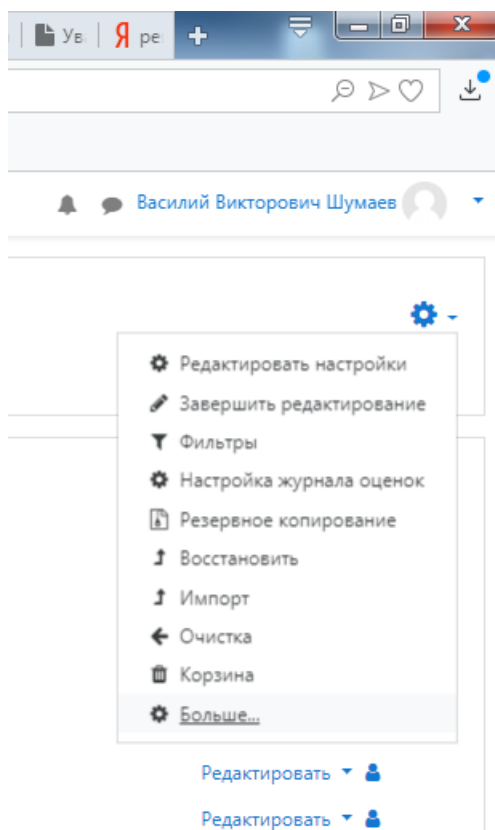 Ув Я ре
Василий Викторович Шумаев
Редактировать настройки
Завершить редактирование
Фильтры
Настройка журнала оценок
Резервное копирование
Восстановить
Импорт
Очистка
Корзина
Больше...
Редактировать
Редактировать